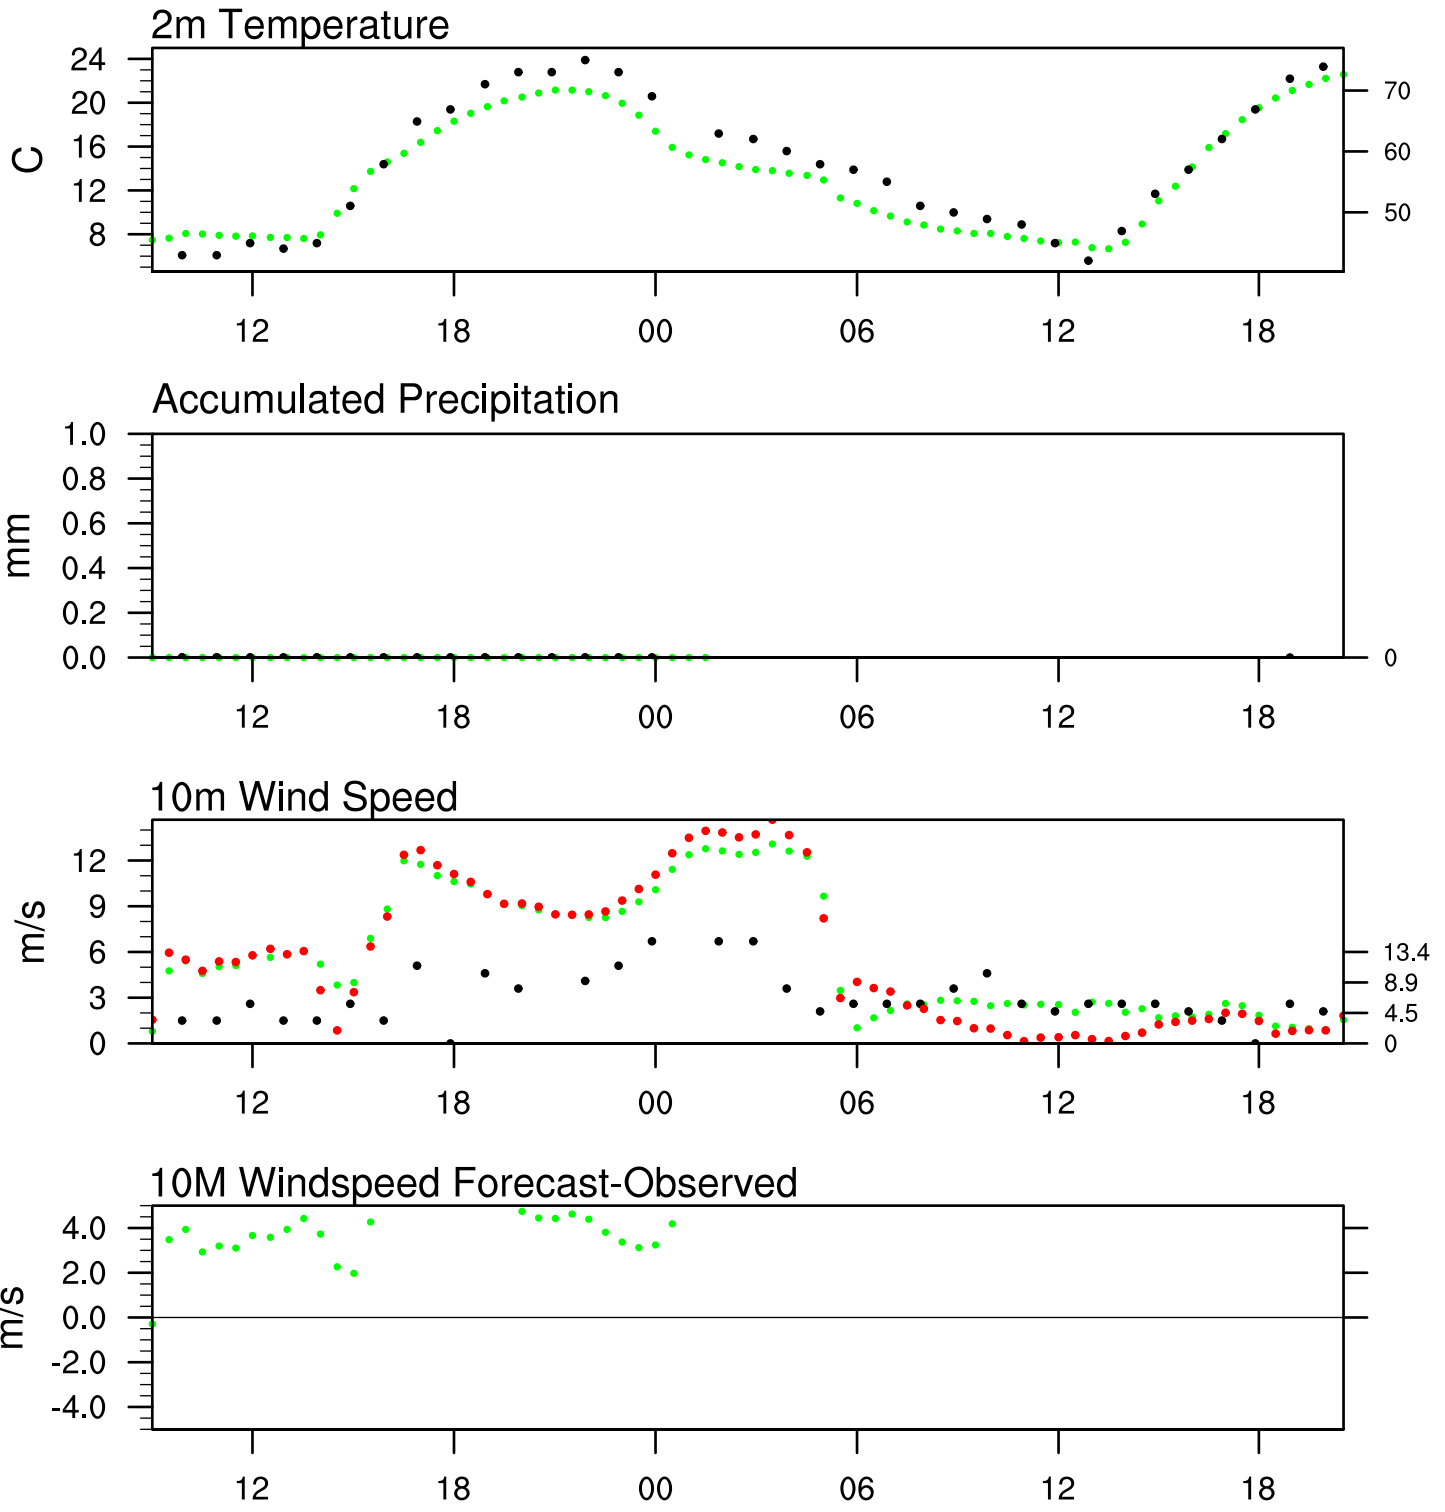 2m Temperature
24
20
16
12
8
C
70
60
50
12 18 00 06 12 18
Accumulated Precipitation
1.0
0.8
0.6
0.4
0.2
0.0
mm
0
12 18 00 06 12 18
10m Wind Speed
12
9
6
3
0
m/s
13.4
8.9
4.5
0
12 18 00 06 12 18
10M Windspeed Forecast-Observed
4.0
2.0
0.0
-2.0
-4.0
m/s
12 18 00 06 12 18